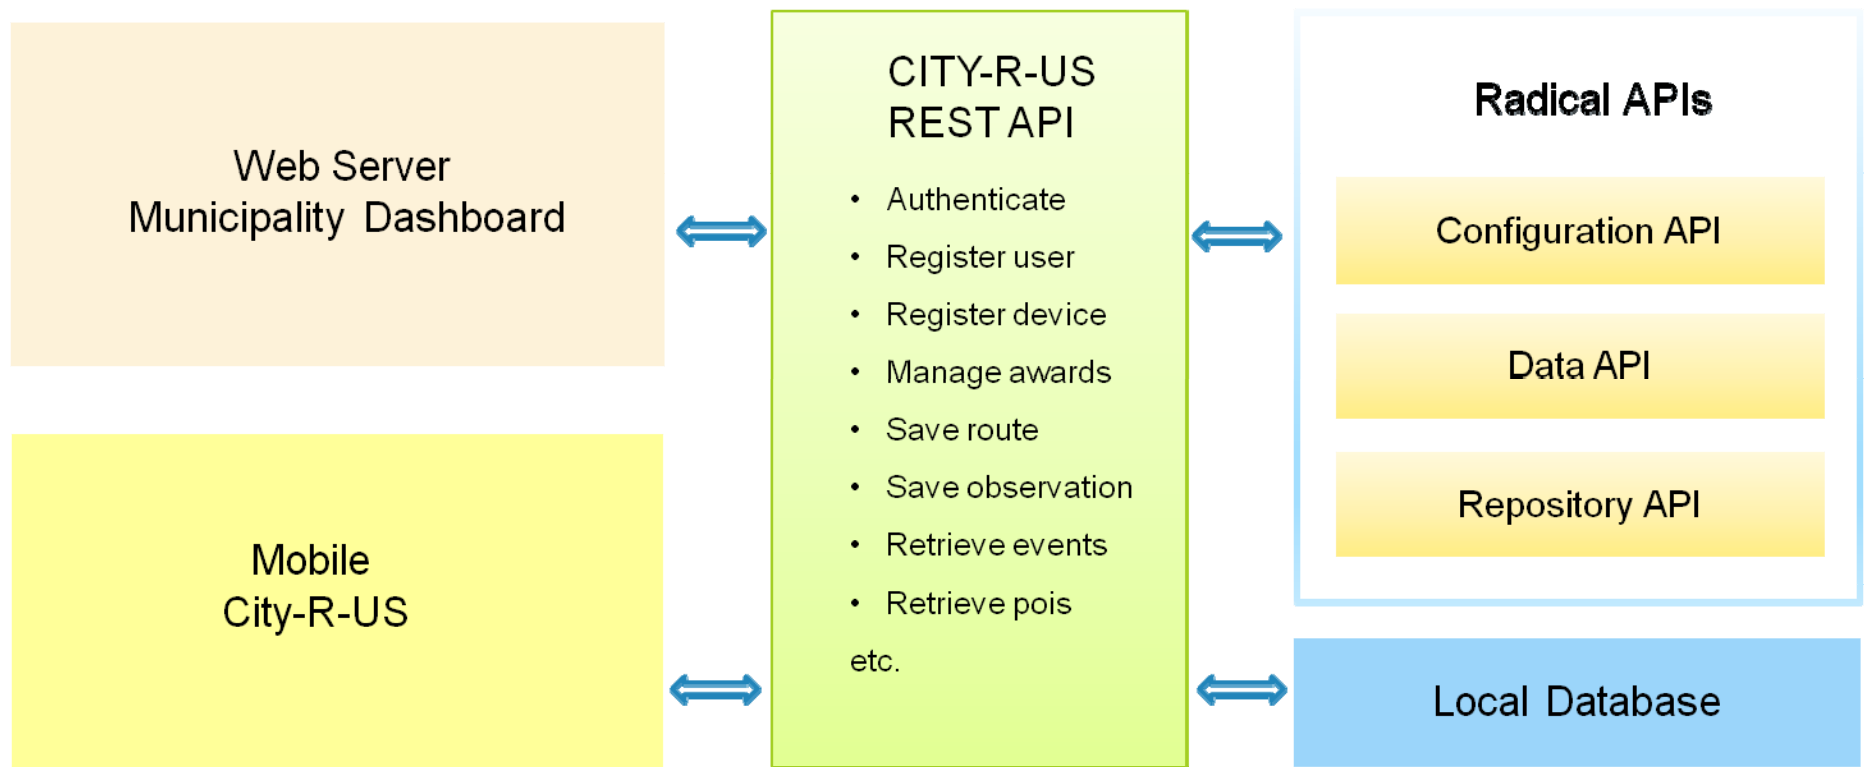 Web Server
Municipality Dashboard
Mobile
City-R-US
CITY-R-US
REST API
• Authenticate
• Register user
• Register device
• Manage awards
• Save route
• Save observation
• Retrieve events
• Retrieve pois
etc.
Radical APIs
Configuration API
Data API
Repository API
Local Database